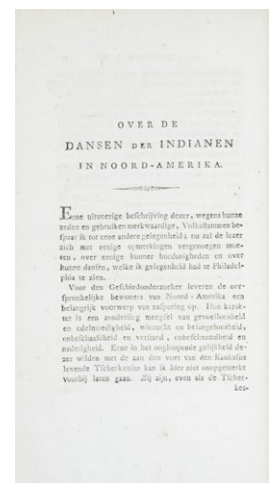 OVER DE
DANSEN DER INDIANEN
IN NOORD-AMERIKA.
Eene uitvoerige beschrijving dezer, wegens hunne
zeden en gebruiken merkwaardige, Volksstammen be-
spaar ik tot eene andere gelegenheid; nu zal de lezer
zich met eenige opmerkingen vergenoegen moe-
ten, over eenige hunner hoedanigheden en over
hunne dansen, welke ik gelegenheid had te Philadel-
phia te zien.
Voor den Geschiedonderzoeker leveren de oor-
spronkelijke bewoners van Noord-Amerika een
belangrijk voorwerp van nasporing op. Hun karak-
ter is een zonderling mengsel van gevoelloosheid
en edelmoedigheid, winzucht en belangeloosheid,
onbeschaafdheid en verstand, onbeschaamdheid en
nederigheid. Eene in het oogloopende gelijkheid de-
zer wilden met de aan den voet van den Kaukasus
levende Tscherkessen kan ik hier niet onopgemerkt
voorbij laten gaan. Zij zijn, even als de Tscher-
kes-